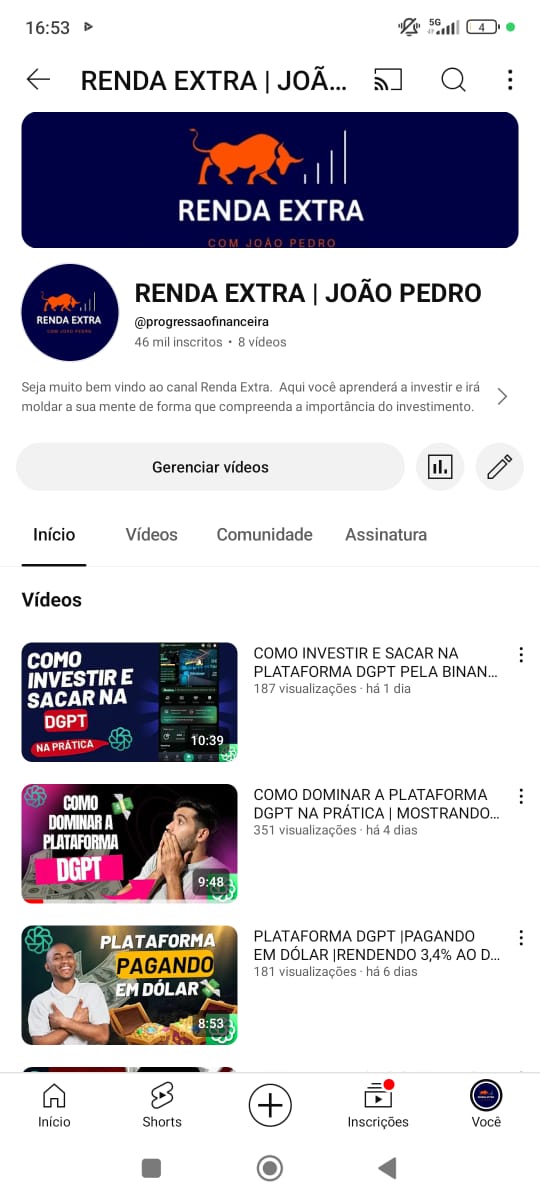 16:53
5G
4
RENDA EXTRA | JOÃ...
RENDA EXTRA
COM JOÃO PEDRO
RENDA EXTRA
COM JOÃO PEDRO
RENDA EXTRA | JOÃO PEDRO
@progressaofinanceira
46 mil inscritos • 8 vídeos
Seja muito bem vindo ao canal Renda Extra.  Aqui você aprenderá a investir e irá
moldar a sua mente de forma que compreenda a importância do investimento.
Gerenciar vídeos
Início
Vídeos
Comunidade
Assinatura
Vídeos
COMO
INVESTIR E
SACAR NA
DGPT
NA PRÁTICA
10:39
COMO INVESTIR E SACAR NA
PLATAFORMA DGPT PELA BINAN...
187 visualizações · há 1 dia
COMO
DOMINAR A
PLATAFORMA
DGPT
9:48
COMO DOMINAR A PLATAFORMA
DGPT NA PRÁTICA | MOSTRANDO...
351 visualizações · há 4 dias
PLATAFORMA
PAGANDO
EM DÓLAR
8:53
PLATAFORMA DGPT |PAGANDO
EM DÓLAR |RENDENDO 3,4% AO D...
181 visualizações · há 6 dias
Início
Shorts
Inscrições
Você